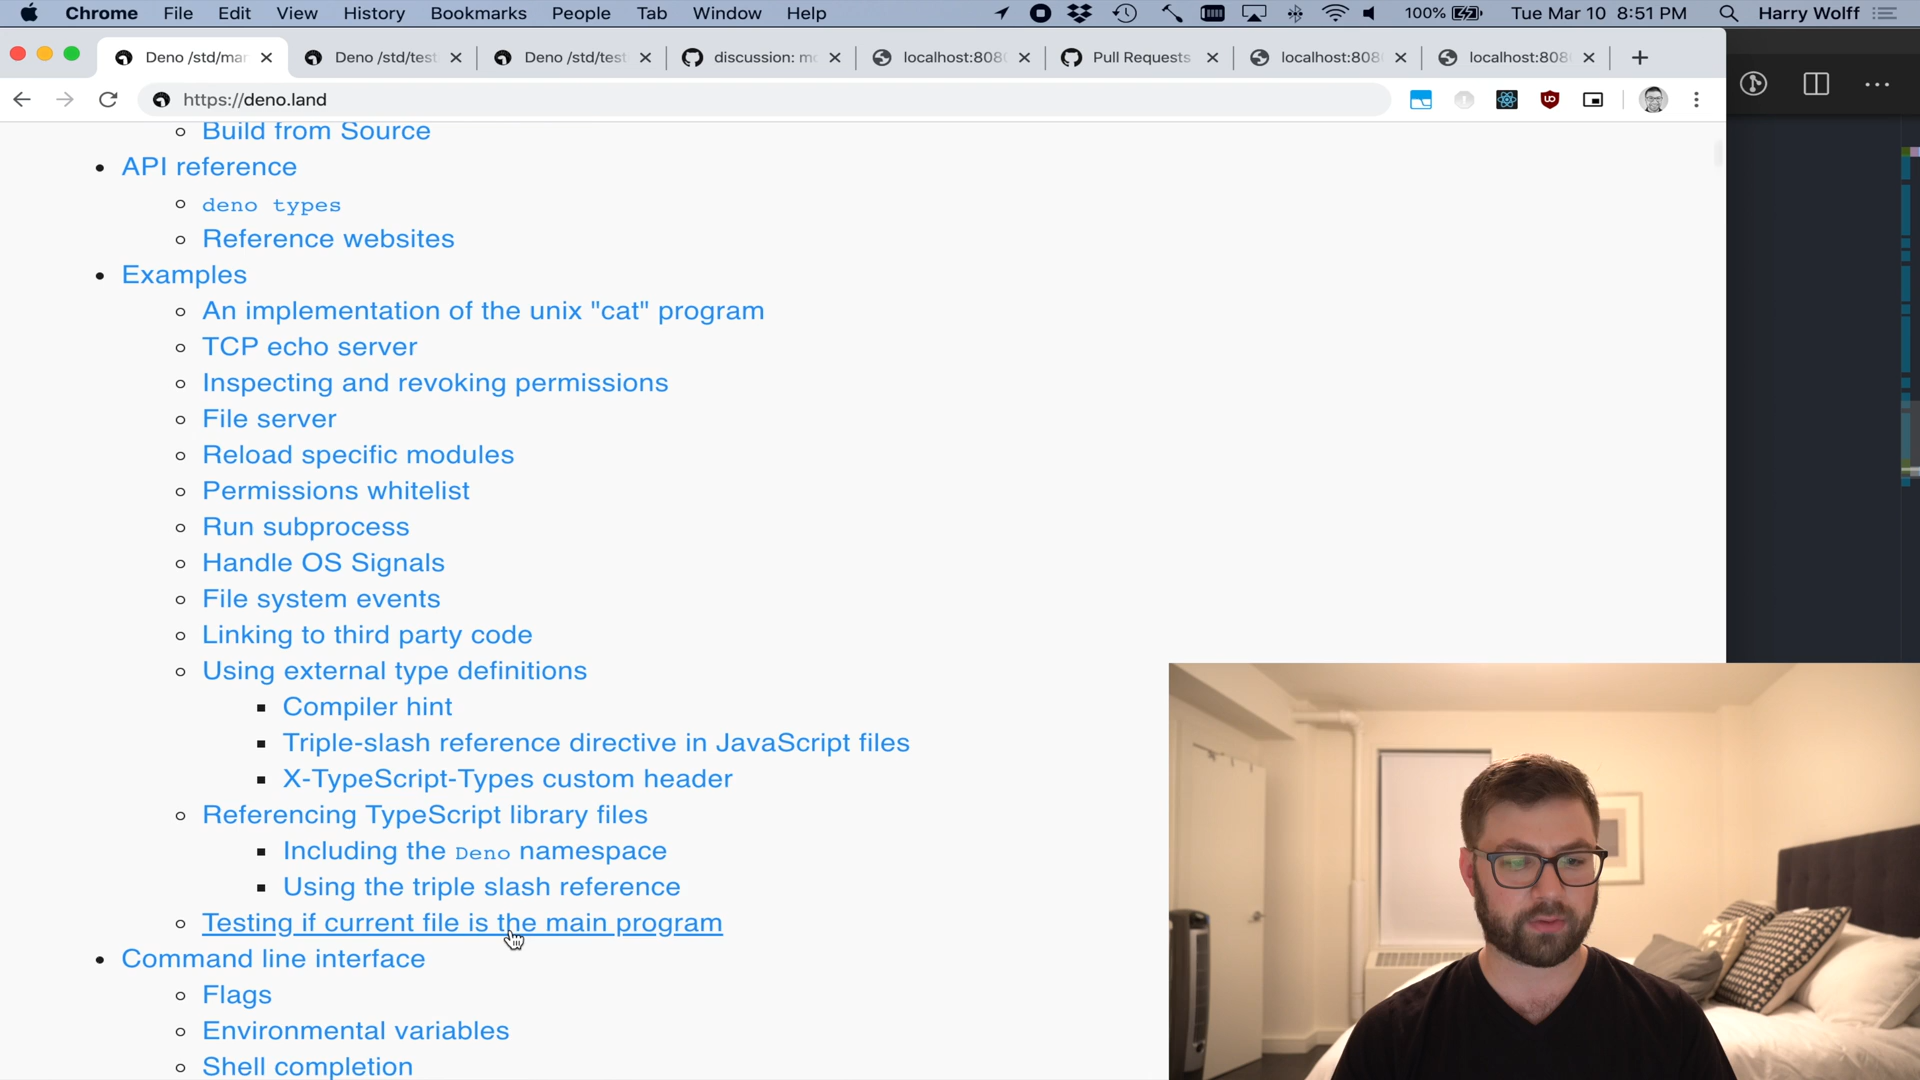 Chrome File Edit View History Bookmarks People Tab Window Help 100% Tue Mar 10 8:51 PM Harry Wolff
Deno /std/mar Deno /std/test Deno /std/test discussion: mo localhost:808 Pull Requests localhost:808 localhost:808
https://deno.land
Build from Source
API reference
deno types
Reference websites
Examples
An implementation of the unix "cat" program
TCP echo server
Inspecting and revoking permissions
File server
Reload specific modules
Permissions whitelist
Run subprocess
Handle OS Signals
File system events
Linking to third party code
Using external type definitions
Compiler hint
Triple-slash reference directive in JavaScript files
X-TypeScript-Types custom header
Referencing TypeScript library files
Including the Deno namespace
Using the triple slash reference
Testing if current file is the main program
Command line interface
Flags
Environmental variables
Shell completion